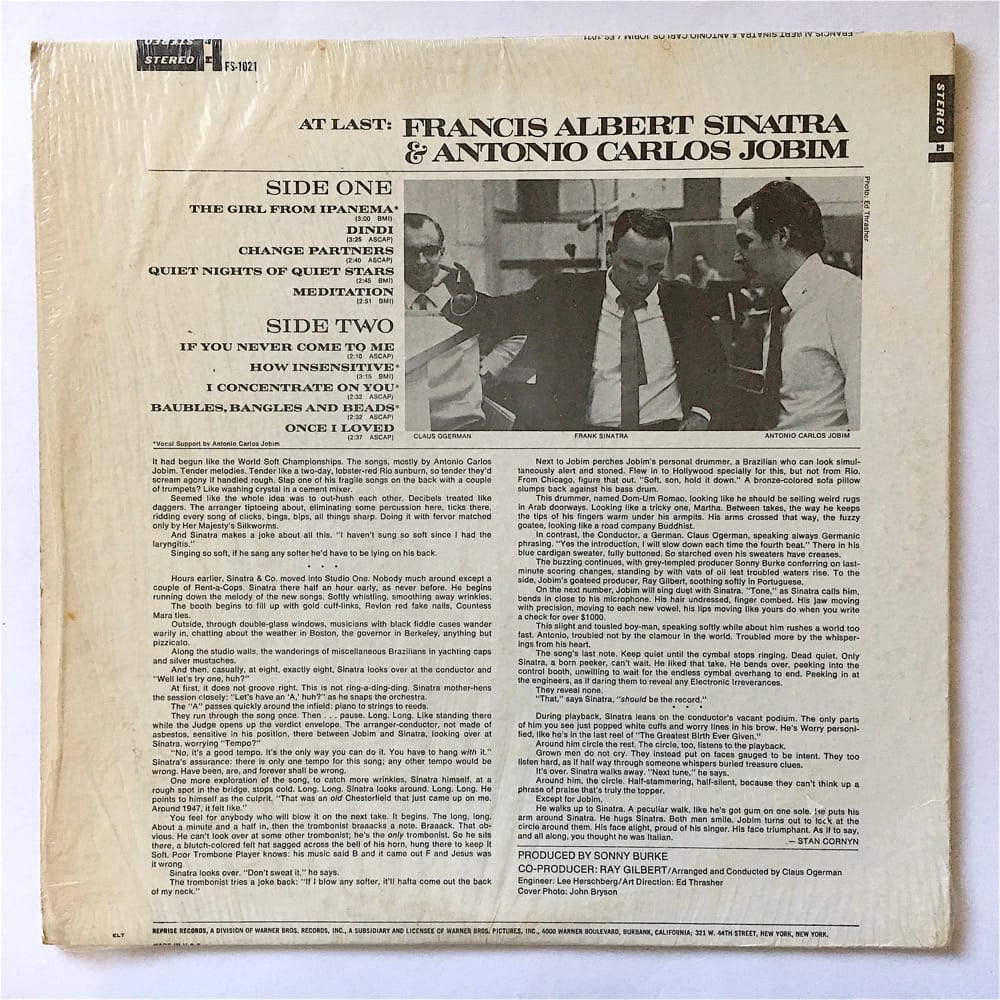 STEREO
FS-1021
FRANCIS ALBERT SINATRA & ANTONIO CARLOS JOBIM / FS-1021
STEREO
AT LAST: FRANCIS ALBERT SINATRA
& ANTONIO CARLOS JOBIM
SIDE ONE
THE GIRL FROM IPANEMA*
(3:00 BMI)
DINDI
(3:25 ASCAP)
CHANGE PARTNERS
(2:40 ASCAP)
QUIET NIGHTS OF QUIET STARS
(2:45 BMI)
MEDITATION
(2:51 BMI)
SIDE TWO
IF YOU NEVER COME TO ME
(2:10 ASCAP)
HOW INSENSITIVE*
(3:15 BMI)
I CONCENTRATE ON YOU*
(2:32 ASCAP)
BAUBLES, BANGLES AND BEADS*
(2:32 ASCAP)
ONCE I LOVED
(2:37 ASCAP)
*Vocal Support by Antonio Carlos Jobim
Photo: Ed Thrasher
CLAUS OGERMAN FRANK SINATRA ANTONIO CARLOS JOBIM
It had begun like the World Soft Championships. The songs, mostly by Antonio Carlos
Jobim. Tender melodies. Tender like a two-day, lobster-red Rio sunburn, so tender they'd
scream agony if handled rough. Slap one of his fragile songs on the back with a couple
of trumpets? Like washing crystal in a cement mixer.
Seemed like the whole idea was to out-hush each other. Decibels treated like
daggers. The arranger tiptoeing about, eliminating some percussion here, ticks there,
ridding every song of clicks, bings, bips, all things sharp. Doing it with fervor matched
only by Her Majesty's Silkworms.
And Sinatra makes a joke about all this. "I haven't sung so soft since I had the
laryngitis."
Singing so soft, if he sang any softer he'd have to be lying on his back.
. . .
Hours earlier, Sinatra & Co. moved into Studio One. Nobody much around except a
couple of Rent-a-Cops. Sinatra there half an hour early, as never before. He begins
running down the melody of the new songs. Softly whistling, smoothing away wrinkles.
The booth begins to fill up with gold cuff-links, Revlon red fake nails, Countess
Mara ties.
Outside, through double-glass windows, musicians with black fiddle cases wander
warily in, chatting about the weather in Boston, the governor in Berkeley, anything but
pizzicato.
Along the studio walls, the wanderings of miscellaneous Brazilians in yachting caps
and silver mustaches.
And then. casually, at eight, exactly eight, Sinatra looks over at the conductor and
"Well let's try one, huh?"
At first, it does not groove right. This is not ring-a-ding-ding. Sinatra mother-hens
the session closely: "Let's have an 'A,' huh?" as he snaps the orchestra.
The "A" passes quickly around the infield: piano to strings to reeds.
They run through the song once. Then . . . pause. Long. Long. Like standing there
while the Judge opens up the verdict envelope. The arranger-conductor, not made of
asbestos, sensitive in his position, there between Jobim and Sinatra, looking over at
Sinatra, worrying "Tempo?"
"No, it's a good tempo. It's the only way you can do it. You have to hang with it."
Sinatra's assurance: there is only one tempo for this song; any other tempo would be
wrong. Have been, are, and forever shall be wrong.
One more exploration of the song, to catch more wrinkles, Sinatra himself, at a
rough spot in the bridge, stops cold. Long. Long. Sinatra looks around. Long. Long. He
points to himself as the culprit. "That was an old Chesterfield that just came up on me.
Around 1947, it felt like."
You feel for anybody who will blow it on the next take. It begins. The long, long.
About a minute and a half in, then the trombonist braaacks a note. Braaack. That ob-
vious. He can't look over at some other trombonist; he's the only trombonist. So he sits
there, a blutch-colored felt hat sagged across the bell of his horn, hung there to keep It
Soft. Poor Trombone Player knows: his music said B and it came out F and Jesus was
it wrong.
Sinatra looks over. "Don't sweat it," he says.
The trombonist tries a joke back: "If I blow any softer, it'll hafta come out the back
of my neck."
Next to Jobim perches Jobim's personal drummer, a Brazilian who can look simul-
taneously alert and stoned. Flew in to Hollywood specially for this, but not from Rio.
From Chicago, figure that out. "Soft, son, hold it down." A bronze-colored sofa pillow
slumps back against his bass drum.
This drummer, named Dom-Um Romao, looking like he should be selling weird rugs
in Arab doorways. Looking like a tricky one, Martha. Between takes, the way he keeps
the tips of his fingers warm under his armpits. His arms crossed that way, the fuzzy
goatee, looking like a road company Buddhist.
In contrast, the Conductor, a German. Claus Ogerman, speaking always Germanic
phrasing. "Yes the introduction, I will slow down each time the fourth beat." There in his
blue cardigan sweater, fully buttoned. So starched even his sweaters have creases.
The buzzing continues, with grey-templed producer Sonny Burke conferring on last-
minute scoring changes, standing by with vats of oil lest troubled waters rise. To the
side, Jobim's goateed producer, Ray Gilbert, soothing softly in Portuguese.
On the next number, Jobim will sing duet with Sinatra. "Tone," as Sinatra calls him,
bends in close to his microphone. His hair undressed, finger combed. His jaw moving
with precision, moving to each new vowel, his lips moving like yours do when you write
a check for over $1000.
This slight and tousled boy-man, speaking softly while about him rushes a world too
fast. Antonio, troubled not by the clamour in the world. Troubled more by the whisper-
ings from his heart.
The song's last note. Keep quiet until the cymbal stops ringing. Dead quiet. Only
Sinatra, a born peeker, can't wait. He liked that take. He bends over, peeking into the
control booth, unwilling to wait for the endless cymbal overhang to end. Peeking in at
the engineers, as if daring them to reveal any Electronic Irreverances.
They reveal none.
"That," says Sinatra, "should be the record."
. . .
During playback, Sinatra leans on the conductor's vacant podium. The only parts
of him you see just popped white cuffs and worry lines in his brow. He's Worry personi-
fied, like he's in the last reel of "The Greatest Birth Ever Given."
Around him circle the rest. The circle, too, listens to the playback.
Grown men do not cry. They instead put on faces gauged to be intent. They too
listen hard, as if half way through someone whispers buried treasure clues.
It's over. Sinatra walks away. "Next tune," he says.
Around him, the circle. Half-stammering, half-silent, because they can't think up a
phrase of praise that's truly the topper.
Except for Jobim.
He walks up to Sinatra. A peculiar walk, like he's got gum on one sole. He puts his
arm around Sinatra. He hugs Sinatra. Both men smile. Jobim turns out to look at the
circle around them. His face alight, proud of his singer. His face triumphant. As if to say,
and all along, you thought he was Italian.
— STAN CORNYN
PRODUCED BY SONNY BURKE
CO-PRODUCER: RAY GILBERT/Arranged and Conducted by Claus Ogerman
Engineer: Lee Herschberg/Art Direction: Ed Thrasher
Cover Photo: John Bryson
ELT
REPRISE RECORDS, A DIVISION OF WARNER BROS. RECORDS, INC., A SUBSIDIARY AND LICENSEE OF WARNER BROS. PICTURES, INC., 4000 WARNER BOULEVARD, BURBANK, CALIFORNIA; 321 W. 44TH STREET, NEW YORK, NEW YORK.
MADE IN U.S.A.